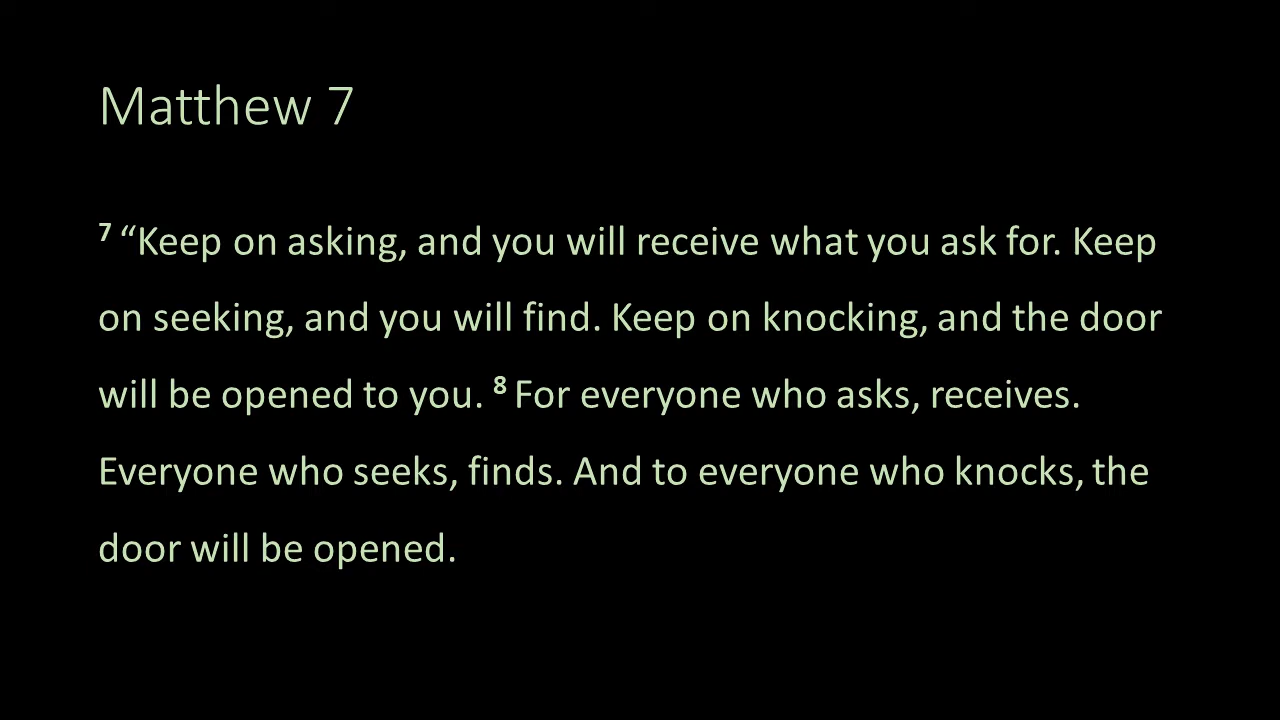 Matthew 7
7 “Keep on asking, and you will receive what you ask for. Keep
on seeking, and you will find. Keep on knocking, and the door
will be opened to you. 8 For everyone who asks, receives.
Everyone who seeks, finds. And to everyone who knocks, the
door will be opened.